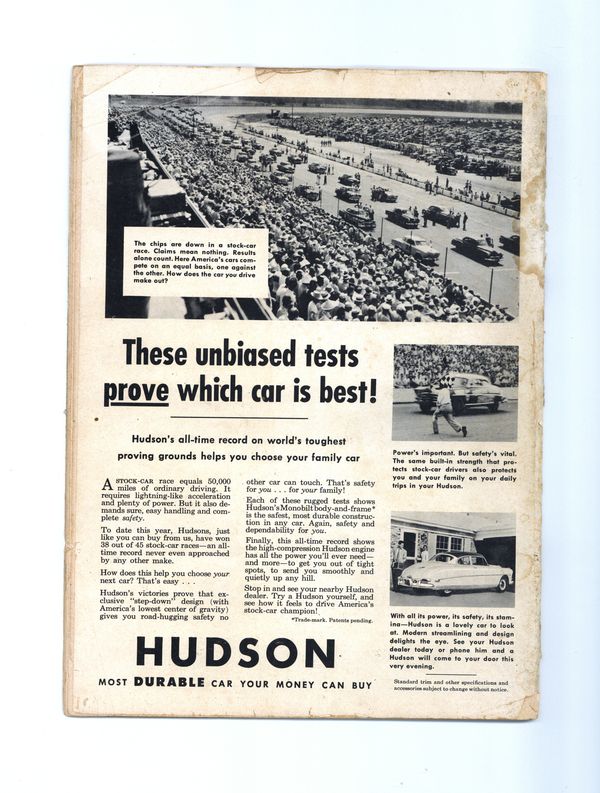 The chips are down in a stock-car
race. Claims mean nothing. Results
alone count. Here America's cars com-
pete on an equal basis, one against
the other. How does the car you drive
make out?
These unbiased tests
prove which car is best!
Hudson's all-time record on world's toughest
proving grounds helps you choose your family car
A STOCK-CAR race equals 50,000
miles of ordinary driving. It
requires lightning-like acceleration
and plenty of power. But it also de-
mands sure, easy handling and com-
plete safety.
To date this year, Hudsons, just
like you can buy from us, have won
38 out of 45 stock-car races—an all-
time record never even approached
by any other make.
How does this help you choose your
next car? That's easy . . .
Hudson's victories prove that ex-
clusive "step-down" design (with
America's lowest center of gravity)
gives you road-hugging safety no
other car can touch. That's safety
for you . . . for your family!
Each of these rugged tests shows
Hudson's Monobilt body-and-frame*
is the safest, most durable construc-
tion in any car. Again, safety and
dependability for you.
Finally, this all-time record shows
the high-compression Hudson engine
has all the power you'll ever need—
and more—to get you out of tight
spots, to send you smoothly and
quietly up any hill.
Stop in and see your nearby Hudson
dealer. Try a Hudson yourself, and
see how it feels to drive America's
stock-car champion!
*Trade-mark. Patents pending.
Power's important. But safety's vital.
The same built-in strength that pro-
tects stock-car drivers also protects
you and your family on your daily
trips in your Hudson.
With all its power, its safety, its stam-
ina—Hudson is a lovely car to look
at. Modern streamlining and design
delights the eye. See your Hudson
dealer today or phone him and a
Hudson will come to your door this
very evening.
Standard trim and other specifications and
accessories subject to change without notice.
HUDSON
MOST DURABLE CAR YOUR MONEY CAN BUY